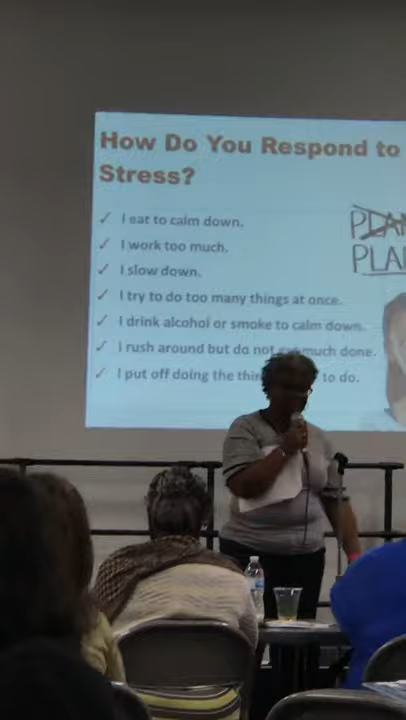 How Do You Respond to
Stress?
✓ I eat to calm down.
✓ I work too much.
✓ I slow down.
✓ I try to do too many things at once.
✓ I drink alcohol or smoke to calm down.
✓ I rush around but do not get much done.
✓ I put off doing the to do.
PLAN
PLA